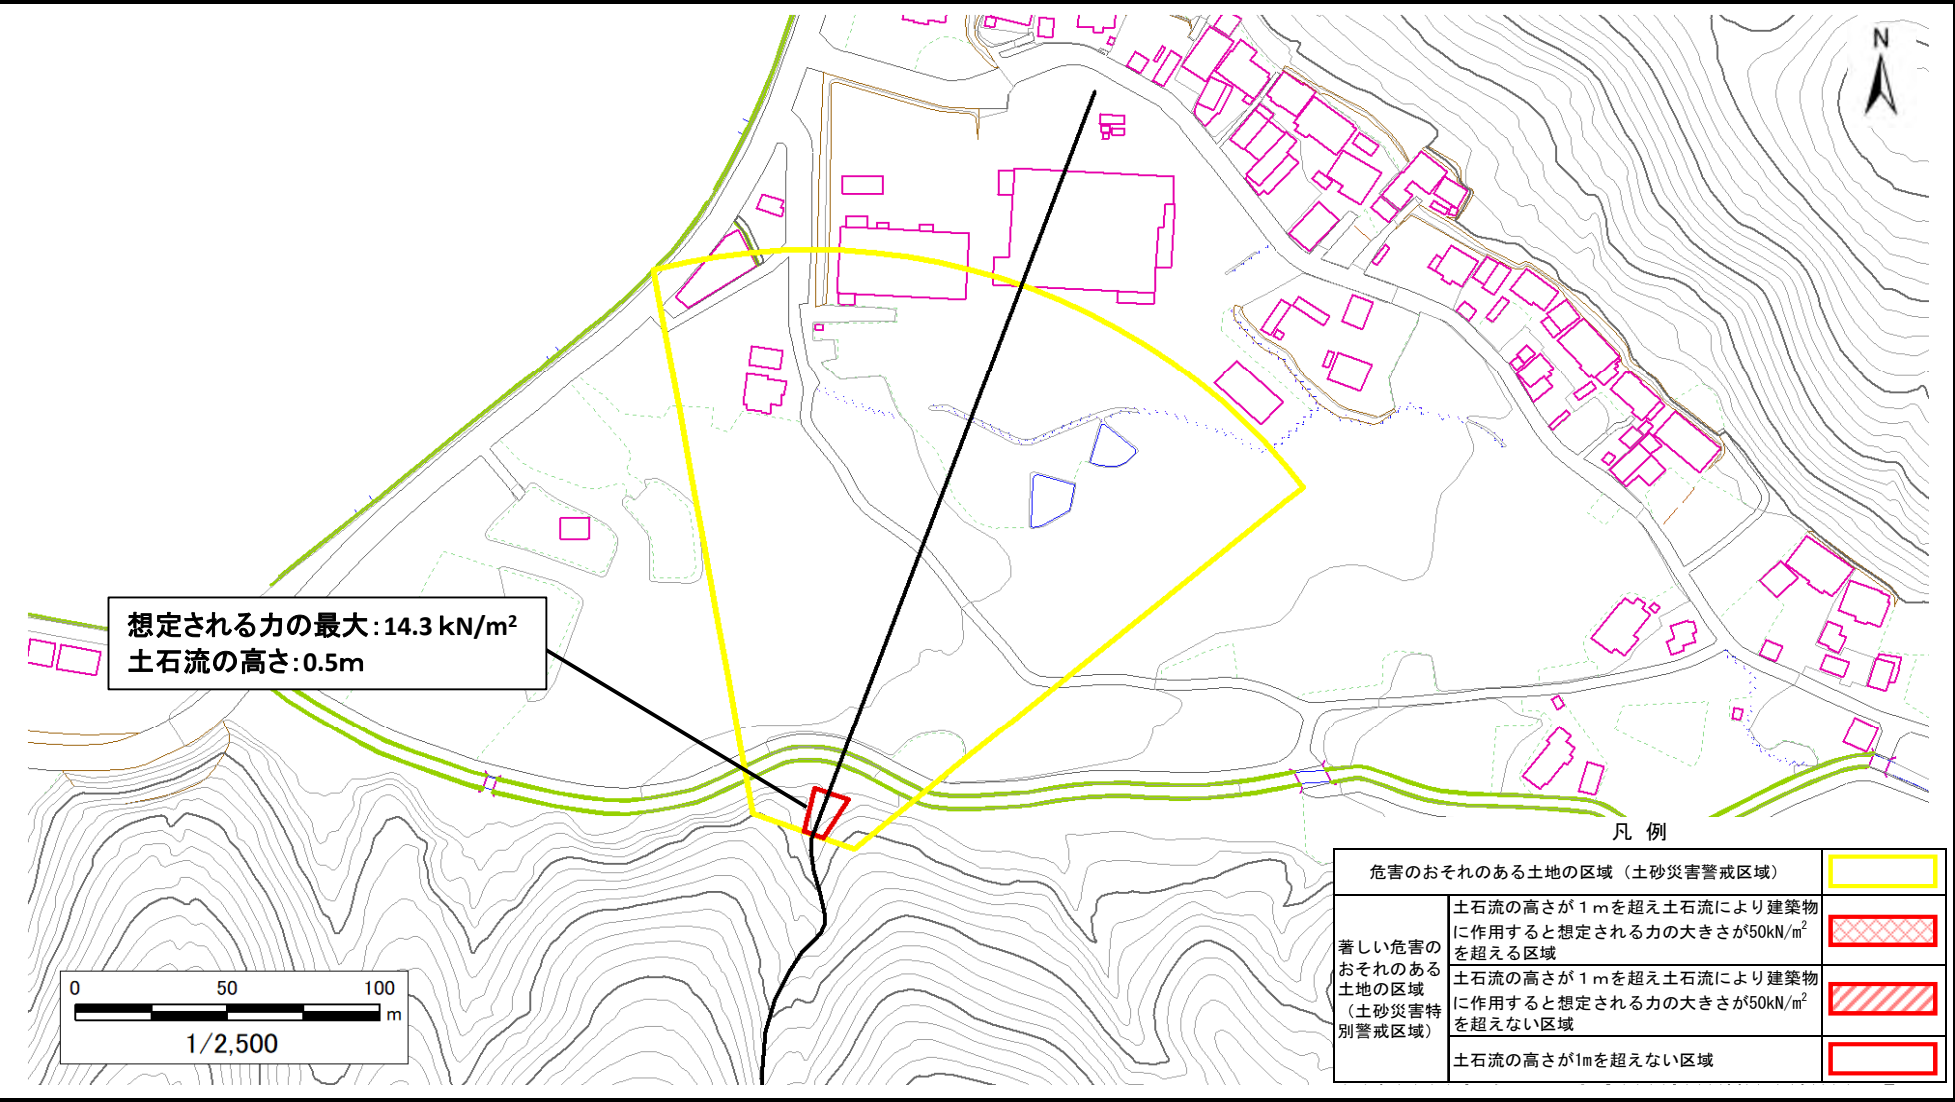 N
想定される力の最大:14.3 kN/m²
土石流の高さ:0.5m
0 50 100
m
1/2,500
凡 例
危害のおそれのある土地の区域（土砂災害警戒区域）
著しい危害の
おそれのある
土地の区域
（土砂災害特
別警戒区域）
土石流の高さが１ｍを超え土石流により建築物
に作用すると想定される力の大きさが50kN/m²
を超える区域
土石流の高さが１ｍを超え土石流により建築物
に作用すると想定される力の大きさが50kN/m²
を超えない区域
土石流の高さが1mを超えない区域